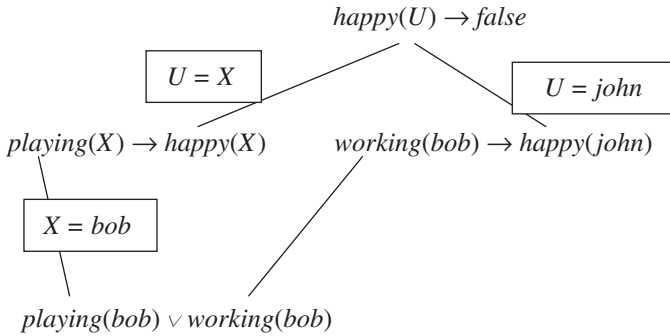 happy(U) → false
U = X
U = john
playing(X) → happy(X)
working(bob) → happy(john)
X = bob
playing(bob) ∨ working(bob)